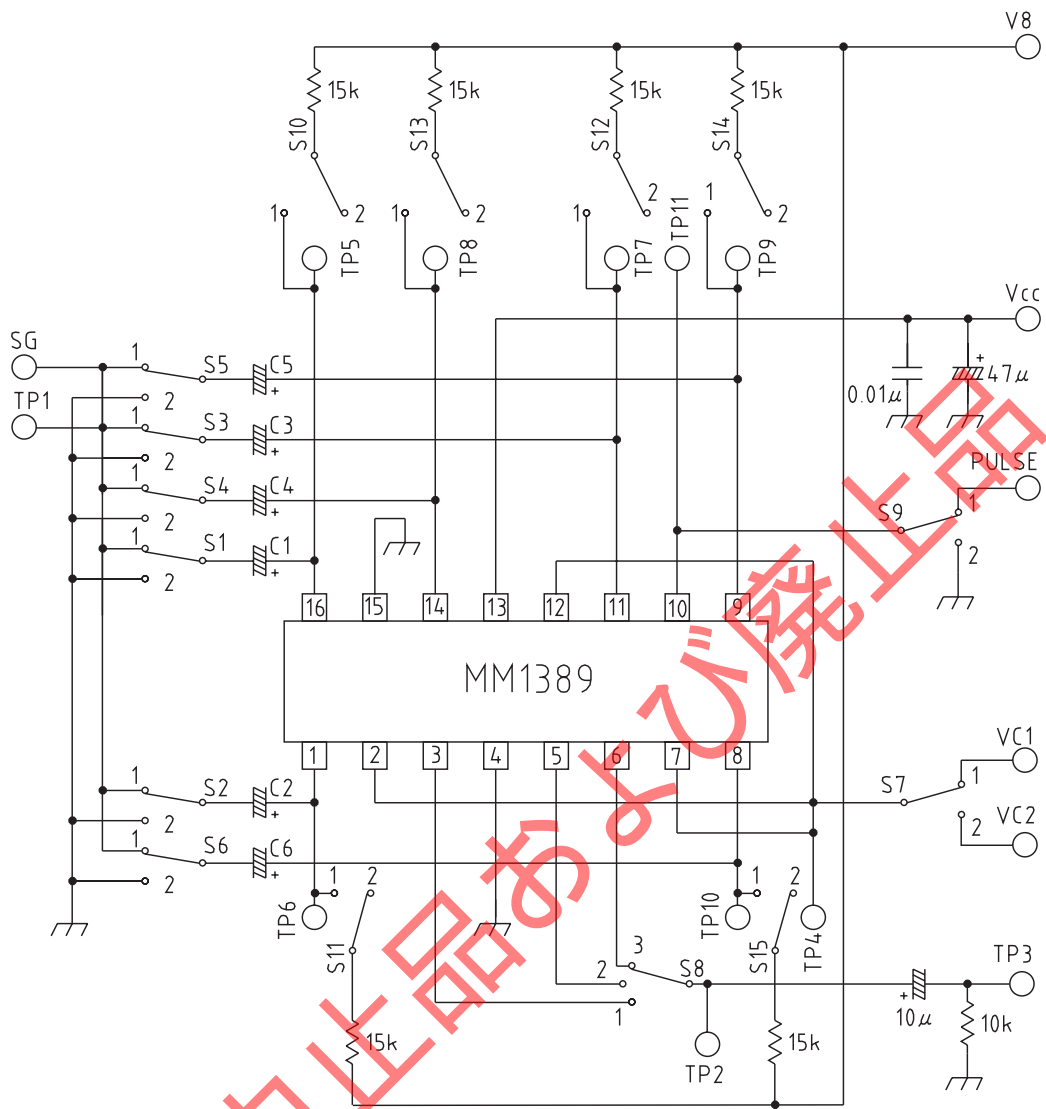 V8
15k
15k
15k
15k
S10
S13
S12
S14
1
2
1
2
1
2
1
2
TP5
TP8
TP7
TP11
TP9
Vcc
SG
TP1
1
S5
C5
+
2
1
S3
C3
+
2
1
S4
C4
+
2
1
S1
C1
+
2
0.01μ
+
47μ
PULSE
S9
1
2
16
15
14
13
12
11
10
9
MM1389
1
2
3
4
5
6
7
8
1
S2
C2
+
2
1
S6
C6
+
2
S7
1
2
VC1
VC2
1
2
TP6
S11
15k
1
2
TP10
S15
TP4
15k
3
2
1
S8
TP2
+
10μ
10k
TP3
止品および廃止品